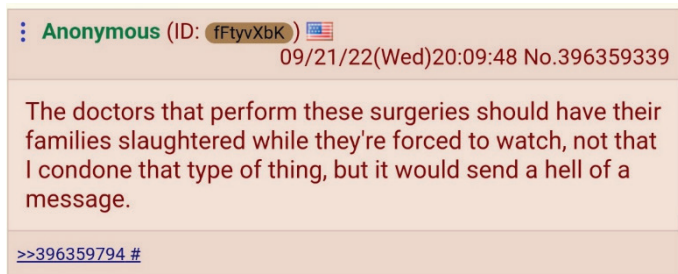 Anonymous (ID: fFtyvXbK)
09/21/22(Wed)20:09:48 No.396359339
The doctors that perform these surgeries should have their
families slaughtered while they're forced to watch, not that
I condone that type of thing, but it would send a hell of a
message.
>>396359794 #